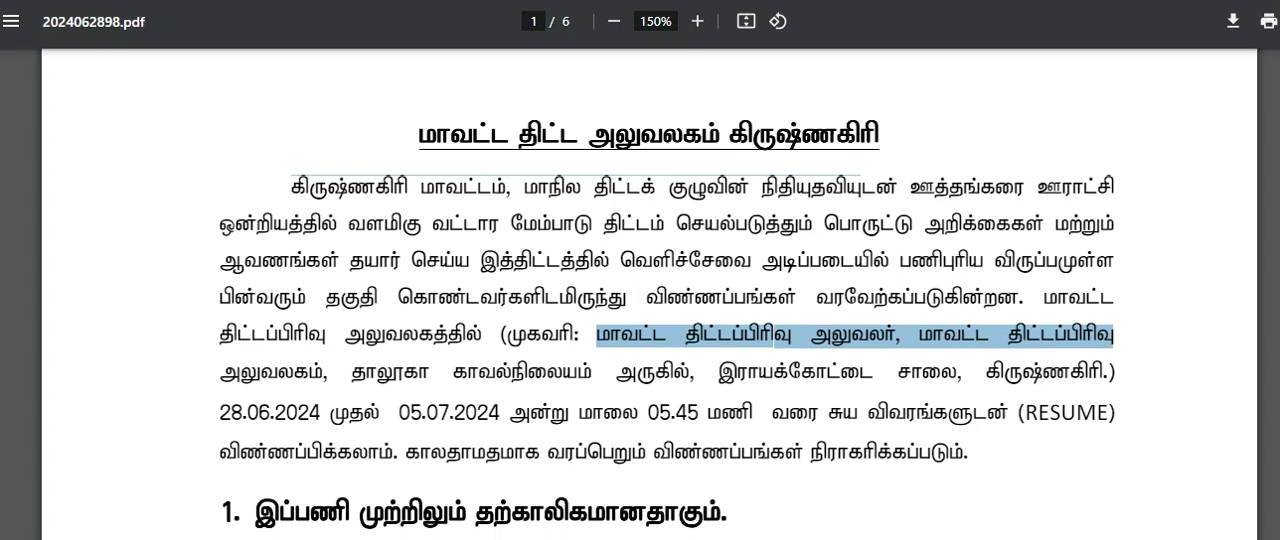 2024062898.pdf
1 / 6
150%
மாவட்ட திட்ட அலுவலகம் கிருஷ்ணகிரி
கிருஷ்ணகிரி மாவட்டம், மாநில திட்டக் குழுவின் நிதியுதவியுடன் ஊத்தங்கரை ஊராட்சி
ஒன்றியத்தில் வளமிகு வட்டார மேம்பாடு திட்டம் செயல்படுத்தும் பொருட்டு அறிக்கைகள் மற்றும்
ஆவணங்கள் தயார் செய்ய இத்திட்டத்தில் வெளிச்சேவை அடிப்படையில் பணிபுரிய விருப்பமுள்ள
பின்வரும் தகுதி கொண்டவர்களிடமிருந்து விண்ணப்பங்கள் வரவேற்கப்படுகின்றன. மாவட்ட
திட்டப்பிரிவு அலுவலகத்தில் (முகவரி: மாவட்ட திட்டப்பிரிவு அலுவலர், மாவட்ட திட்டப்பிரிவு
அலுவலகம், தாலூகா காவல்நிலையம் அருகில், இராயக்கோட்டை சாலை, கிருஷ்ணகிரி.)
28.06.2024 முதல் 05.07.2024 அன்று மாலை 05.45 மணி வரை சுய விவரங்களுடன் (RESUME)
விண்ணப்பிக்கலாம். காலதாமதமாக வரப்பெறும் விண்ணப்பங்கள் நிராகரிக்கப்படும்.
1. இப்பணி முற்றிலும் தற்காலிகமானதாகும்.